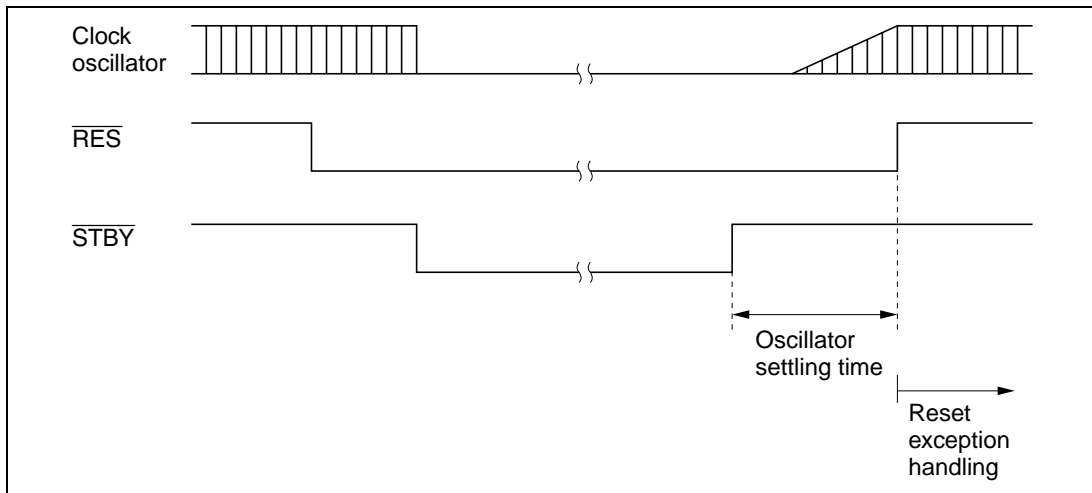 Clock
oscillator
RES
STBY
Oscillator
settling time
Reset
exception
handling